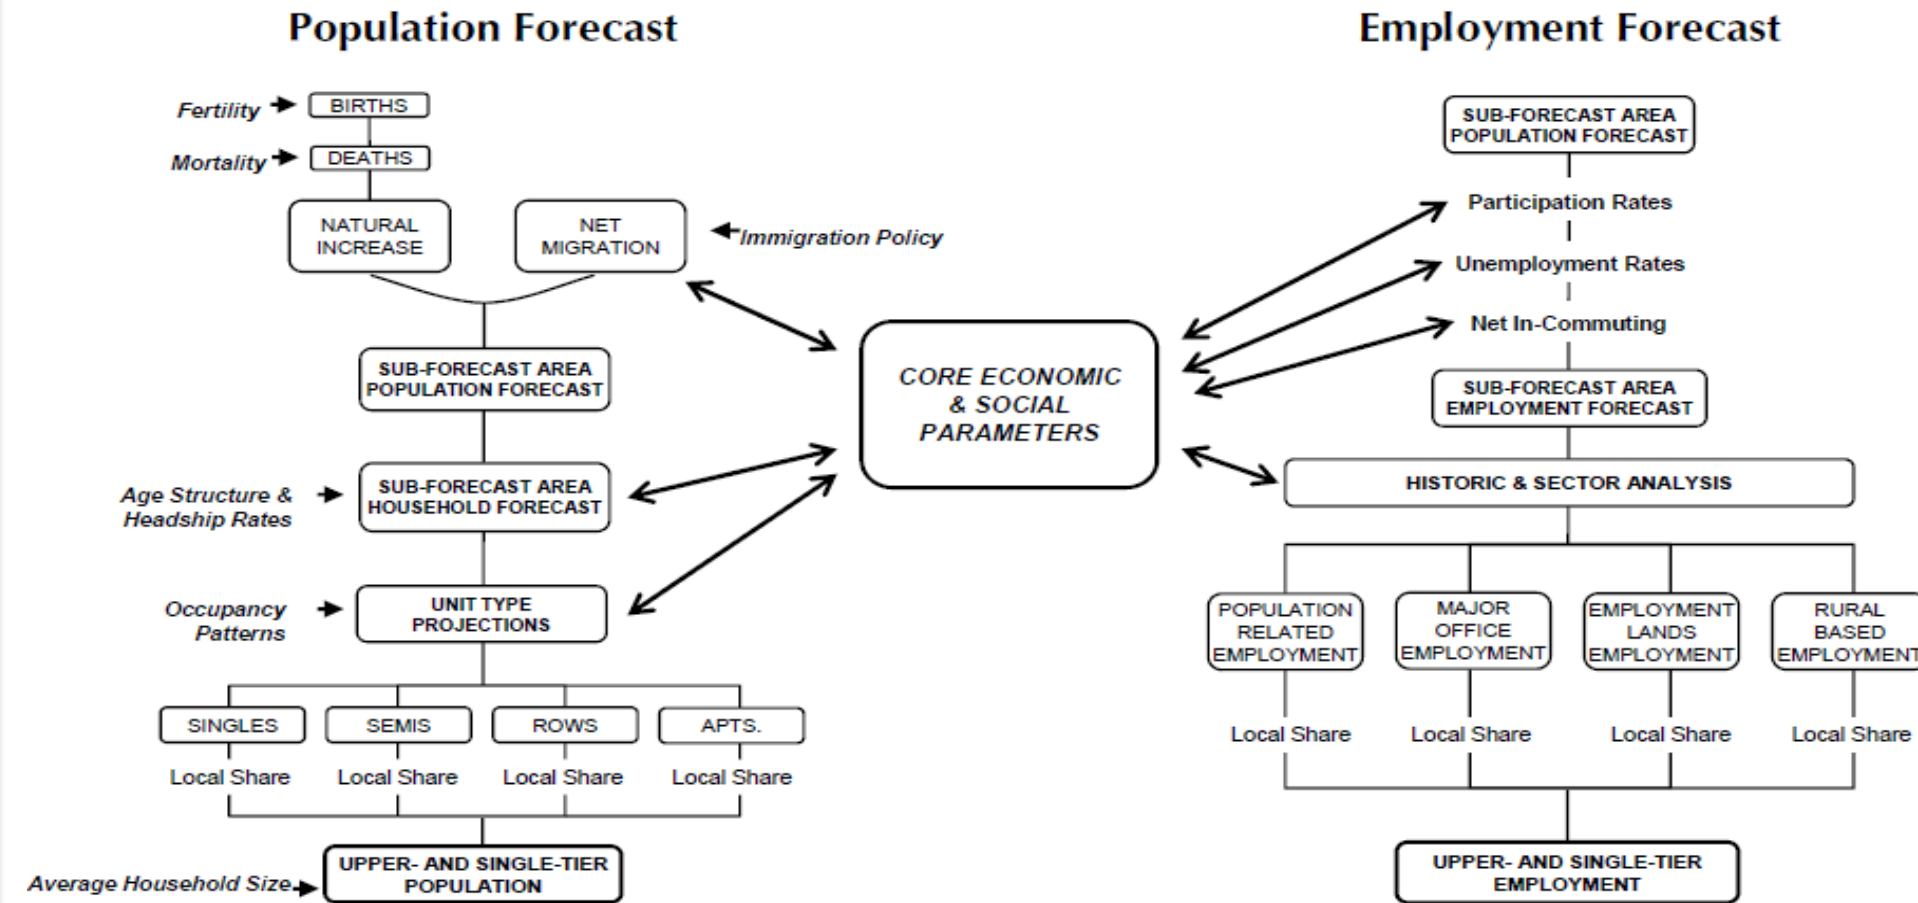 Population Forecast
Fertility
BIRTHS
Mortality
DEATHS
NATURAL
INCREASE
NET
MIGRATION
Immigration Policy
SUB-FORECAST AREA
POPULATION FORECAST
Age Structure &
Headship Rates
SUB-FORECAST AREA
HOUSEHOLD FORECAST
Occupancy
Patterns
UNIT TYPE
PROJECTIONS
SINGLES
SEMIS
ROWS
APTS.
Local Share
Local Share
Local Share
Local Share
Average Household Size
UPPER- AND SINGLE-TIER
POPULATION
CORE ECONOMIC
& SOCIAL
PARAMETERS
Employment Forecast
SUB-FORECAST AREA
POPULATION FORECAST
Participation Rates
Unemployment Rates
Net In-Commuting
SUB-FORECAST AREA
EMPLOYMENT FORECAST
HISTORIC & SECTOR ANALYSIS
POPULATION
RELATED
EMPLOYMENT
MAJOR
OFFICE
EMPLOYMENT
EMPLOYMENT
LANDS
EMPLOYMENT
RURAL
BASED
EMPLOYMENT
Local Share
Local Share
Local Share
Local Share
UPPER- AND SINGLE-TIER
EMPLOYMENT